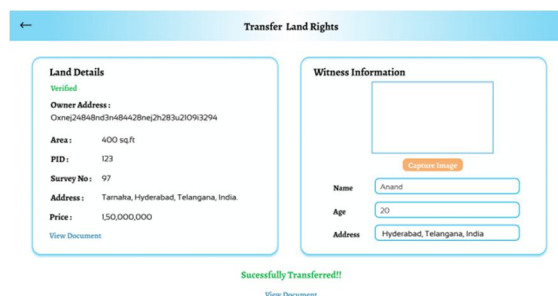 ←
Transfer Land Rights
Land Details
Verified
Owner Address :
Oxnej24848nd3n484428nej2h283u2109i3294
Area : 400 sq.ft
PID : 123
Survey No : 97
Address : Tarnafra, Hyderabad, Telangana, India.
Price : 1,50,000,000
View Document
Witness Information
Capture Image
Name Anand
Age 20
Address Hyderabad, Telangana, India
Sucessfully Transferred!!
View Document